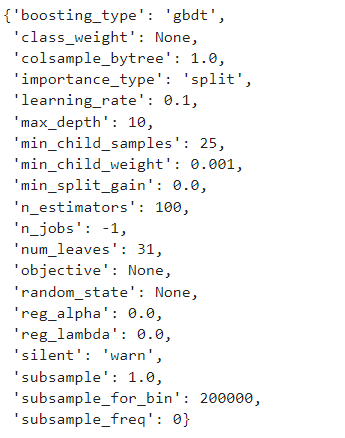 {'boosting_type': 'gbdt',
 'class_weight': None,
 'colsample_bytree': 1.0,
 'importance_type': 'split',
 'learning_rate': 0.1,
 'max_depth': 10,
 'min_child_samples': 25,
 'min_child_weight': 0.001,
 'min_split_gain': 0.0,
 'n_estimators': 100,
 'n_jobs': -1,
 'num_leaves': 31,
 'objective': None,
 'random_state': None,
 'reg_alpha': 0.0,
 'reg_lambda': 0.0,
 'silent': 'warn',
 'subsample': 1.0,
 'subsample_for_bin': 200000,
 'subsample_freq': 0}